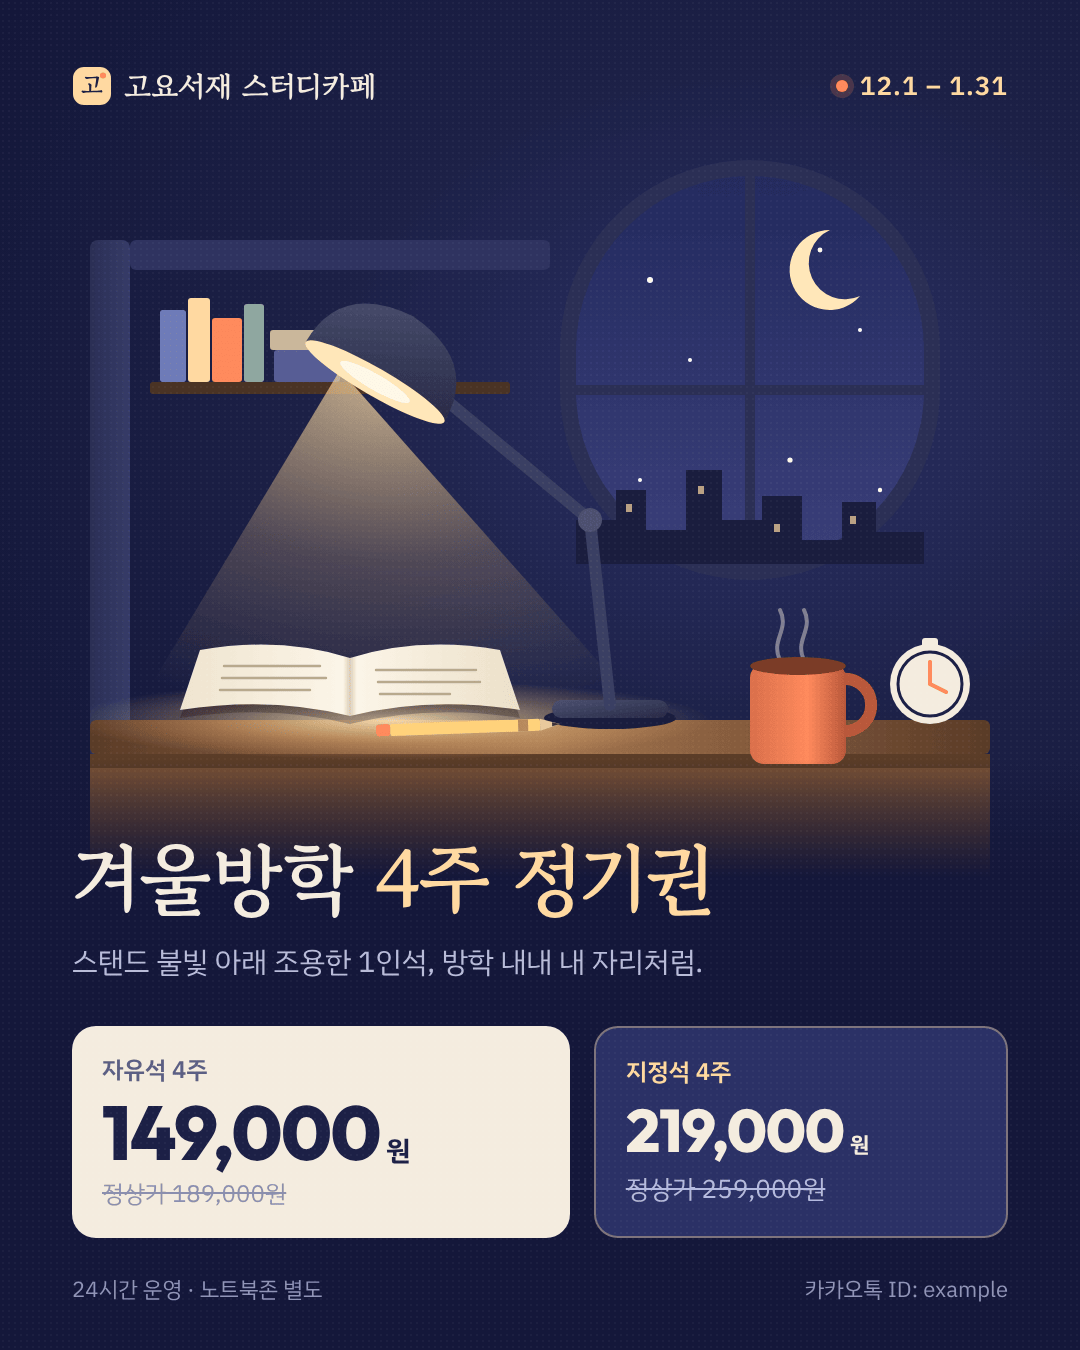 고
고요서재 스터디카페
12.1 – 1.31
겨울방학 4주 정기권
스탠드 불빛 아래 조용한 1인석, 방학 내내 내 자리처럼.
자유석 4주
149,000원
정상가 189,000원
지정석 4주
219,000원
정상가 259,000원
24시간 운영 · 노트북존 별도
카카오톡 ID: example